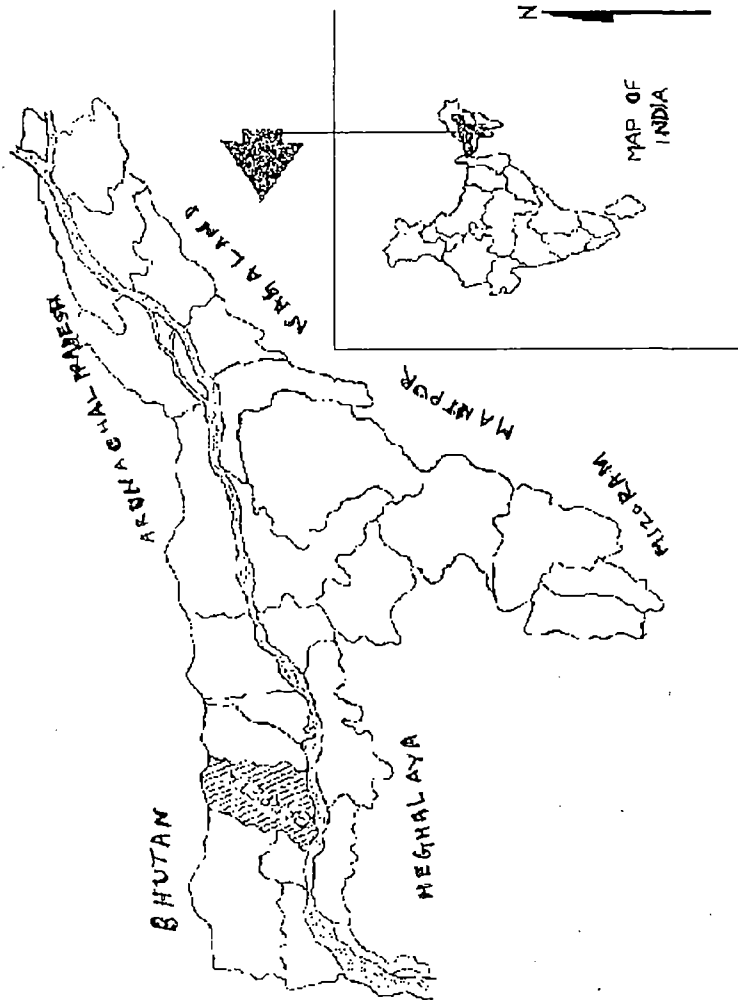 N
MAP OF
INDIA
ARUNACHAL PRADESH
NAGALAND
MANIPUR
MIZORAM
BHUTAN
MEGHALAYA